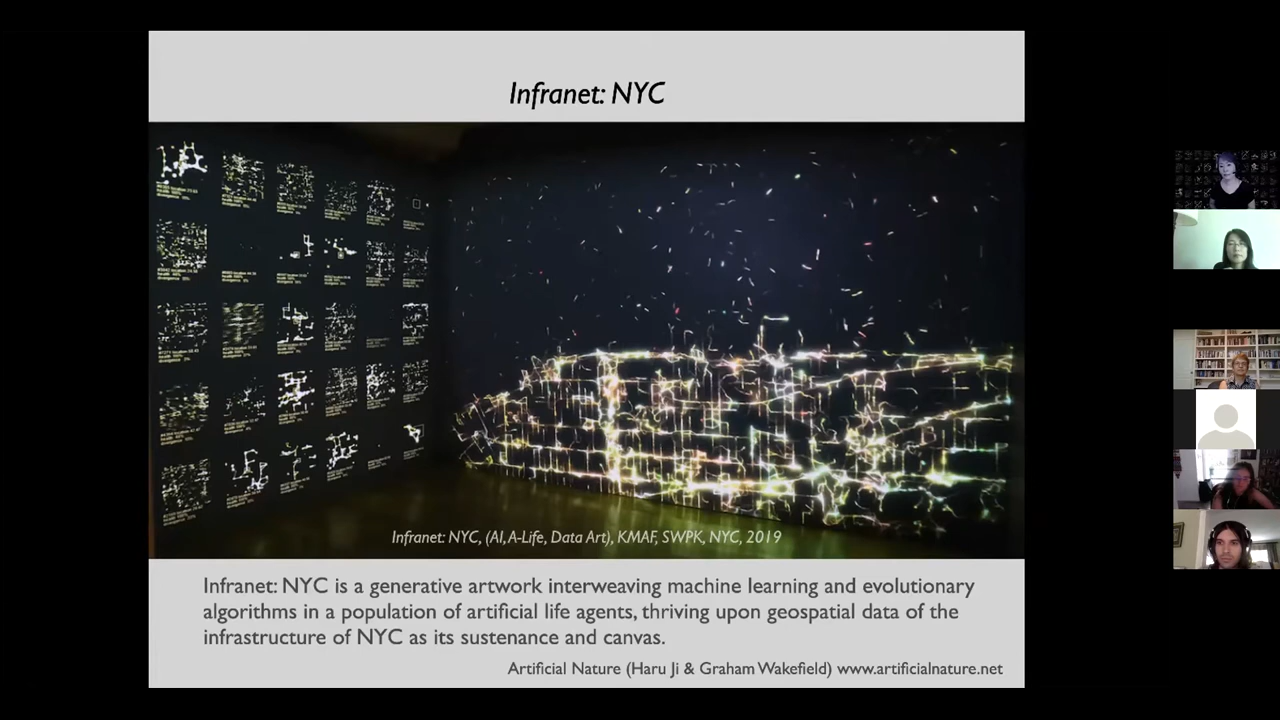 Infranet: NYC
Infranet: NYC, (AI, A-Life, Data Art), KMAF, SWPK, NYC, 2019
Infranet: NYC is a generative artwork interweaving machine learning and evolutionary
algorithms in a population of artificial life agents, thriving upon geospatial data of the
infrastructure of NYC as its sustenance and canvas.
Artificial Nature (Haru Ji & Graham Wakefield) www.artificialnature.net